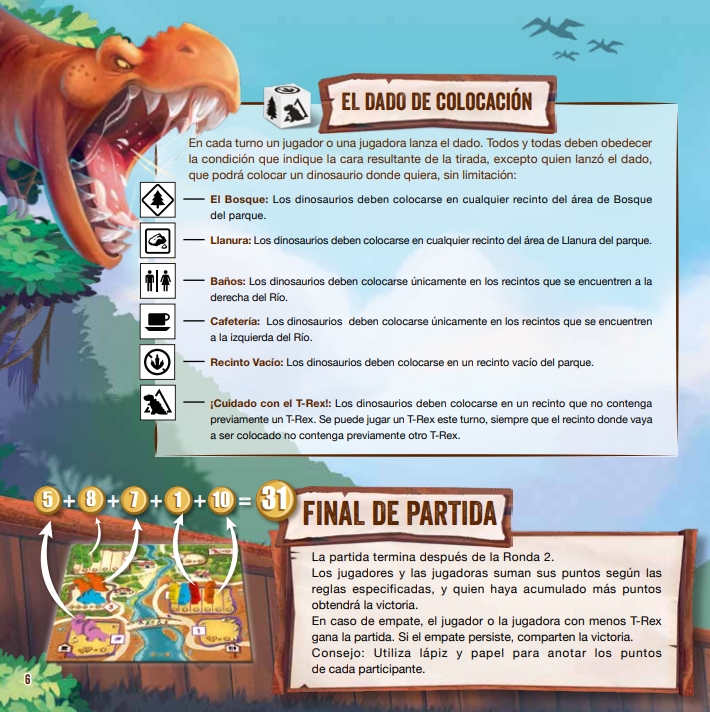 EL DADO DE COLOCACIÓN
En cada turno un jugador o una jugadora lanza el dado. Todos y todas deben obedecer
la condición que indique la cara resultante de la tirada, excepto quien lanzó el dado,
que podrá colocar un dinosaurio donde quiera, sin limitación:
El Bosque: Los dinosaurios deben colocarse en cualquier recinto del área de Bosque
del parque.
Llanura: Los dinosaurios deben colocarse en cualquier recinto del área de Llanura del parque.
Baños: Los dinosaurios deben colocarse únicamente en los recintos que se encuentren a la
derecha del Río.
Cafetería: Los dinosaurios deben colocarse únicamente en los recintos que se encuentren
a la izquierda del Río.
Recinto Vacío: Los dinosaurios deben colocarse en un recinto vacío del parque.
¡Cuidado con el T-Rex!: Los dinosaurios deben colocarse en un recinto que no contenga
previamente un T-Rex. Se puede jugar un T-Rex este turno, siempre que el recinto donde vaya
a ser colocado no contenga previamente otro T-Rex.
5 + 8 + 7 + 1 + 10 = 31
FINAL DE PARTIDA
La partida termina después de la Ronda 2.
Los jugadores y las jugadoras suman sus puntos según las
reglas especificadas, y quien haya acumulado más puntos
obtendrá la victoria.
En caso de empate, el jugador o la jugadora con menos T-Rex
gana la partida. Si el empate persiste, comparten la victoria.
Consejo: Utiliza lápiz y papel para anotar los puntos
de cada participante.
6